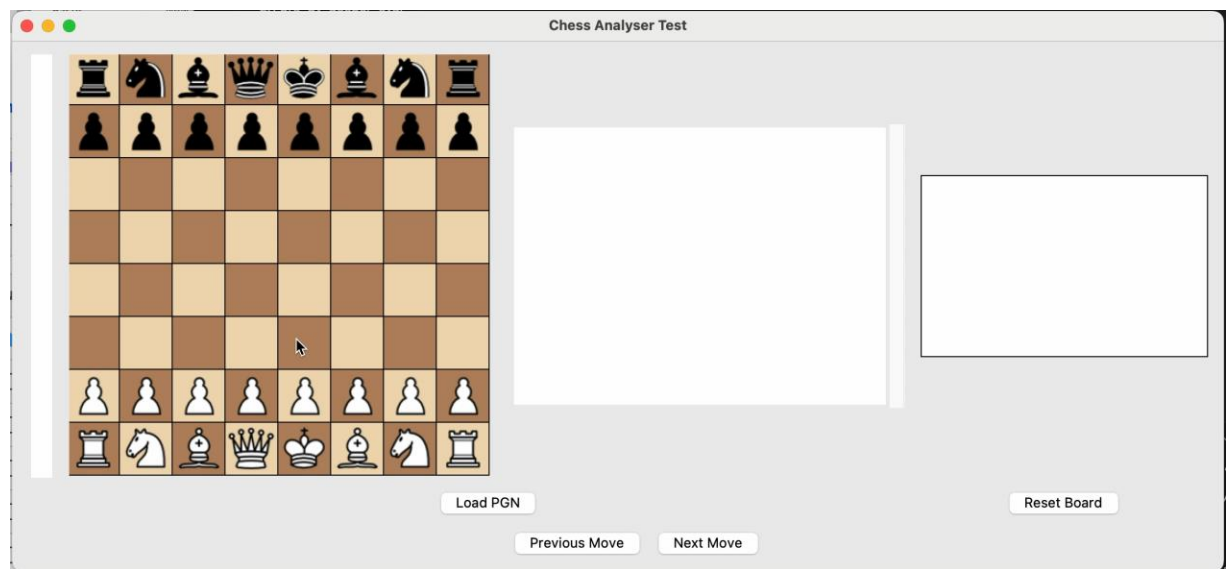 Chess Analyser Test
Load PGN
Reset Board
Previous Move
Next Move